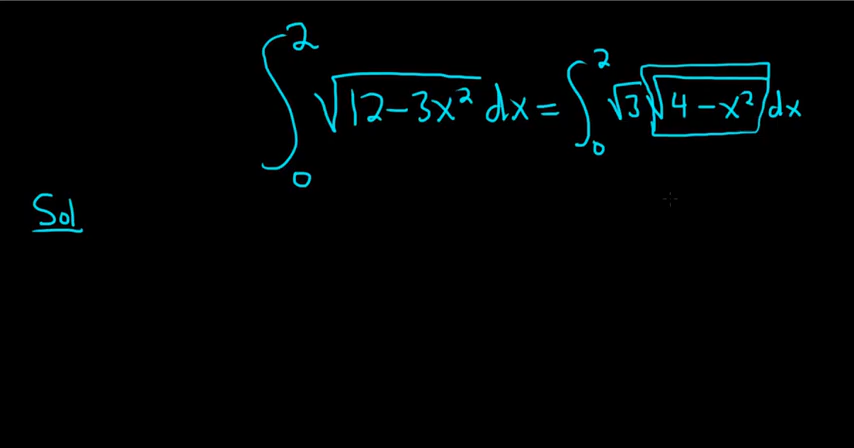 ∫₀² √(12 − 3x²) dx = ∫₀² √3 √(4 − x²) dx
Sol